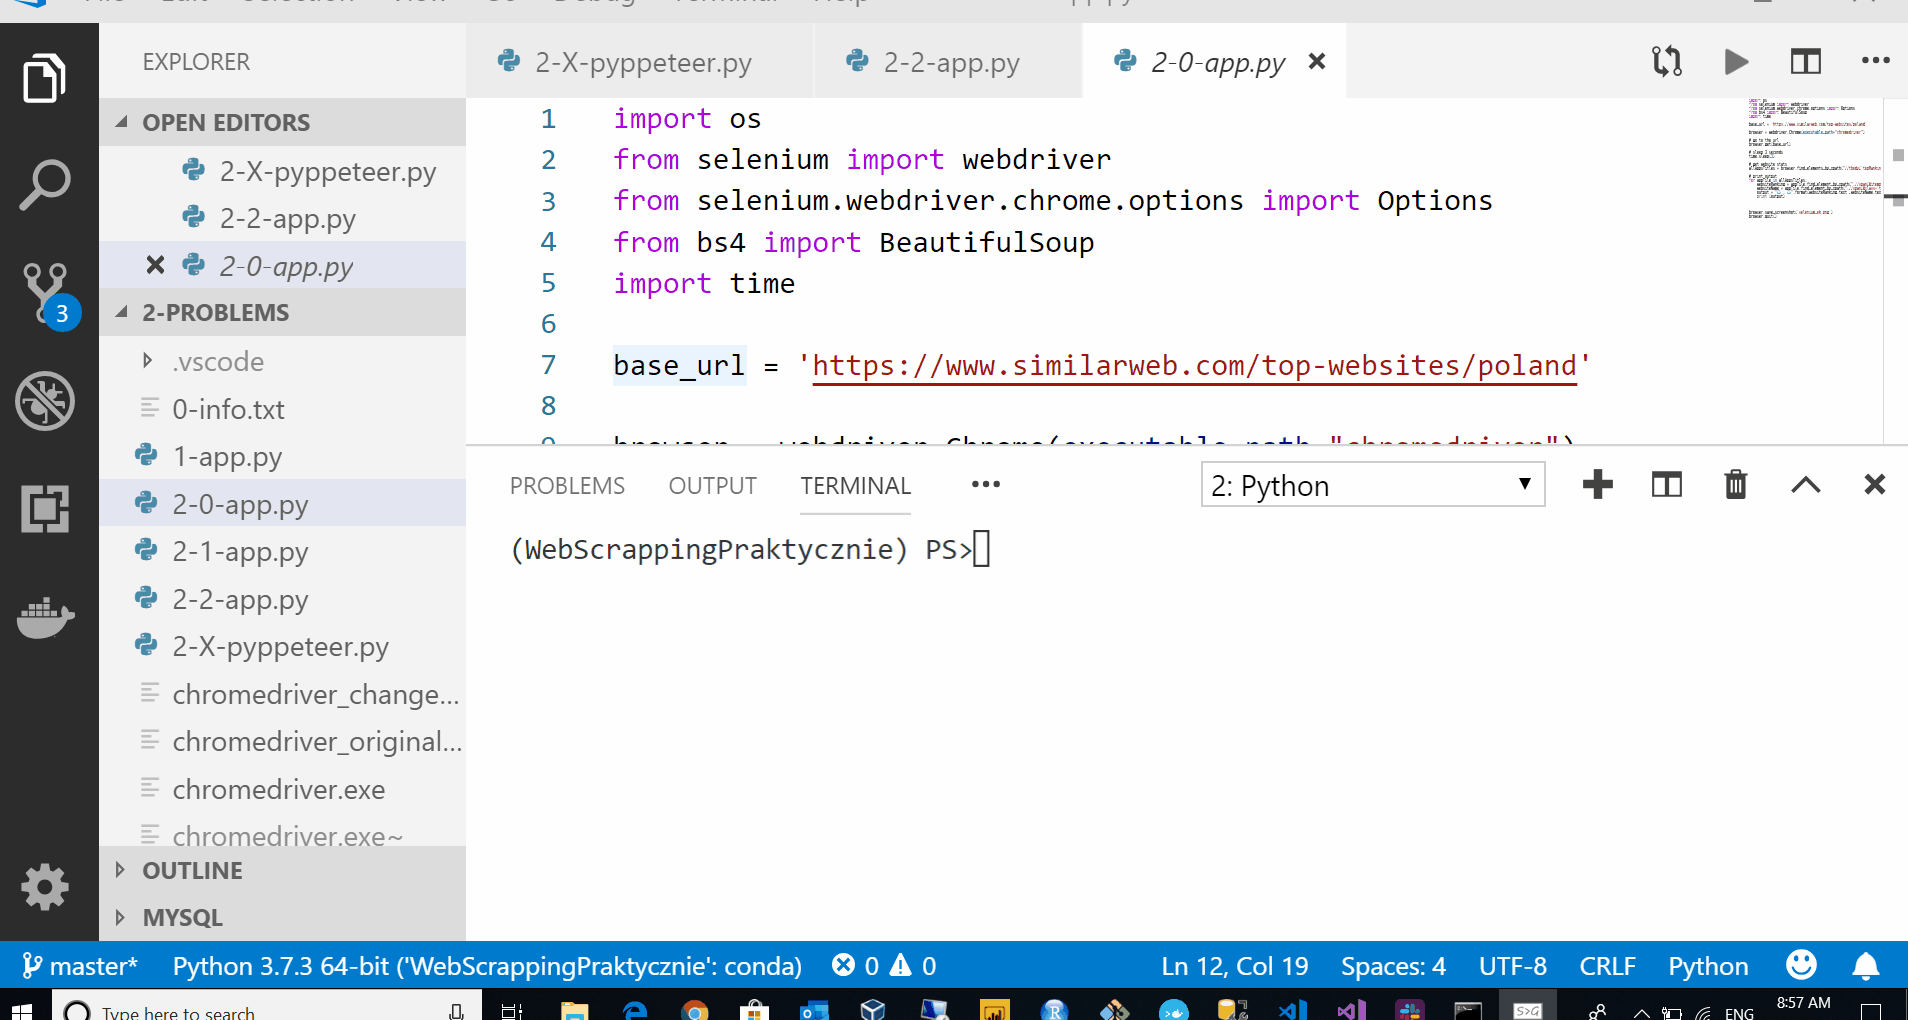 EXPLORER
OPEN EDITORS
2-X-pyppeteer.py
2-2-app.py
2-0-app.py
2-PROBLEMS
.vscode
0-info.txt
1-app.py
2-0-app.py
2-1-app.py
2-2-app.py
2-X-pyppeteer.py
chromedriver_change...
chromedriver_original...
chromedriver.exe
chromedriver.exe~
OUTLINE
MYSQL
3
2-X-pyppeteer.py 2-2-app.py 2-0-app.py
1 import os
2 from selenium import webdriver
3 from selenium.webdriver.chrome.options import Options
4 from bs4 import BeautifulSoup
5 import time
6
7 base_url = 'https://www.similarweb.com/top-websites/poland'
8
9 browser = webdriver.Chrome(executable_path="chromedriver")
PROBLEMS OUTPUT TERMINAL 2: Python
(WebScrappingPraktycznie) PS>
master* Python 3.7.3 64-bit ('WebScrappingPraktycznie': conda) 0 0 Ln 12, Col 19 Spaces: 4 UTF-8 CRLF Python
Type here to search ENG 8:57 AM